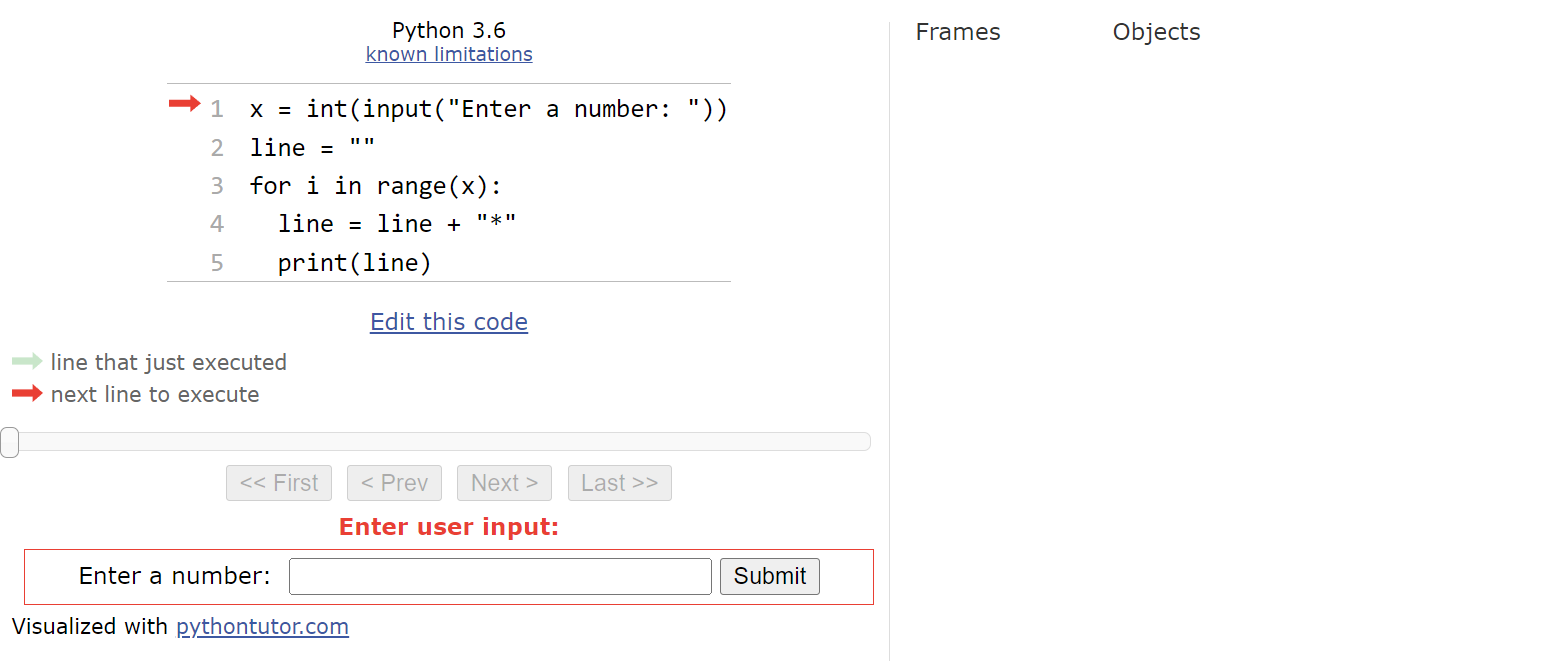 Python 3.6
known limitations
1 x = int(input("Enter a number: "))
2 line = ""
3 for i in range(x):
4   line = line + "*"
5   print(line)
Edit this code
line that just executed
next line to execute
<< First < Prev Next > Last >>
Enter user input:
Enter a number: Submit
Visualized with pythontutor.com
Frames Objects